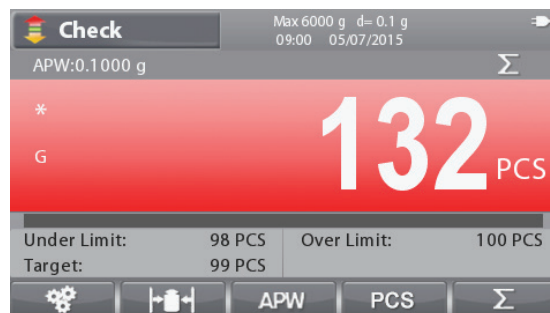 Check
Max 6000 g d= 0.1 g
09:00 05/07/2015
APW:0.1000 g
Σ
*
G
132 PCS
Under Limit: 98 PCS Over Limit: 100 PCS
Target: 99 PCS
APW PCS Σ